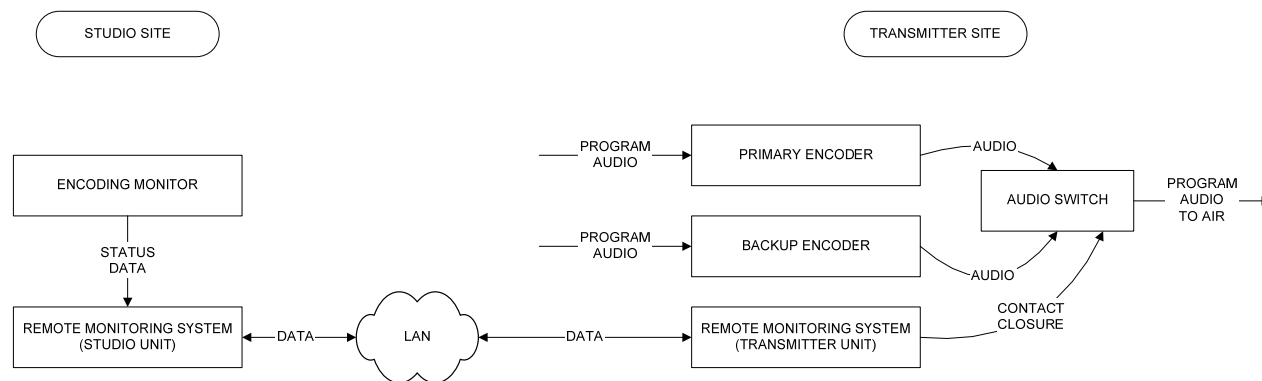 STUDIO SITE
TRANSMITTER SITE
PROGRAM
AUDIO
PRIMARY ENCODER
AUDIO
ENCODING MONITOR
AUDIO SWITCH
PROGRAM
AUDIO
TO AIR
STATUS
DATA
PROGRAM
AUDIO
BACKUP ENCODER
AUDIO
REMOTE MONITORING SYSTEM
(STUDIO UNIT)
DATA
LAN
DATA
REMOTE MONITORING SYSTEM
(TRANSMITTER UNIT)
CONTACT
CLOSURE